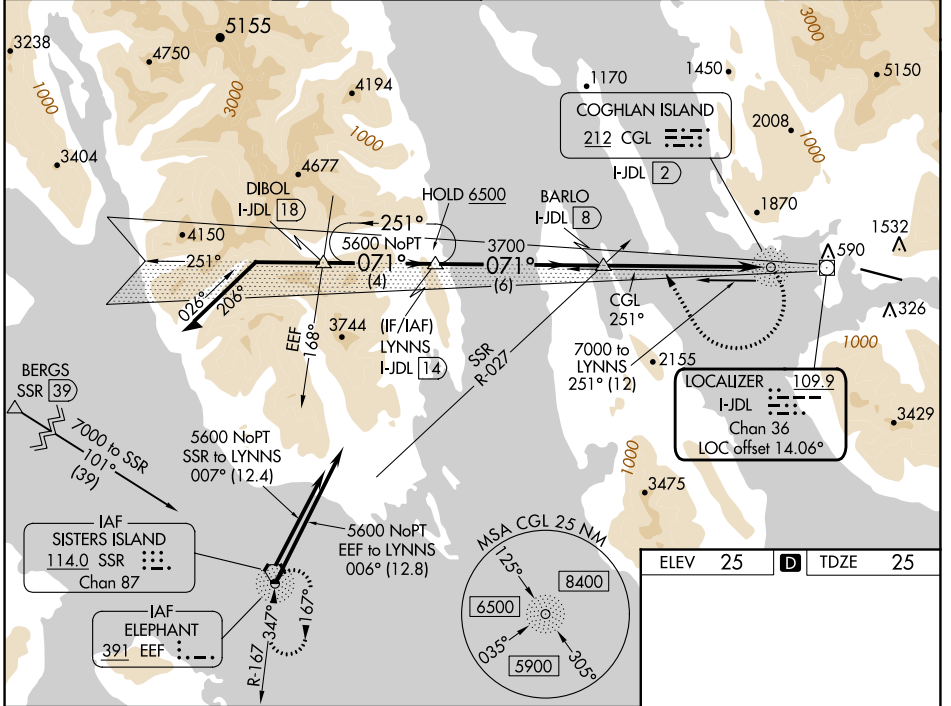 3238
4750
5155
4194
1000
3000
1000
3404
4677
1170
1450
3000
5150
COGHLAN ISLAND
212 CGL
2008
1000
I-JDL 2
DIBOL
I-JDL 18
HOLD 6500
BARLO
I-JDL 8
1870
4150
251°
5600 NoPT
3700
1532
590
251°
071°
071°
(4)
(6)
026°
206°
CGL
251°
326
EEF
168°
3744
(IF/IAF)
LYNNS
I-JDL 14
SSR
R-027
7000 to
LYNNS
251° (12)
2155
1000
BERGS
SSR 39
LOCALIZER 109.9
I-JDL
Chan 36
LOC offset 14.06°
3429
7000 to SSR
101°
(39)
5600 NoPT
SSR to LYNNS
007° (12.4)
1000
3475
5600 NoPT
EEF to LYNNS
006° (12.8)
IAF
SISTERS ISLAND
114.0 SSR
Chan 87
IAF
ELEPHANT
391 EEF
R-167
347°
167°
MSA CGL 25 NM
125°
8400
6500
035°
5900
305°
ELEV 25 D TDZE 25